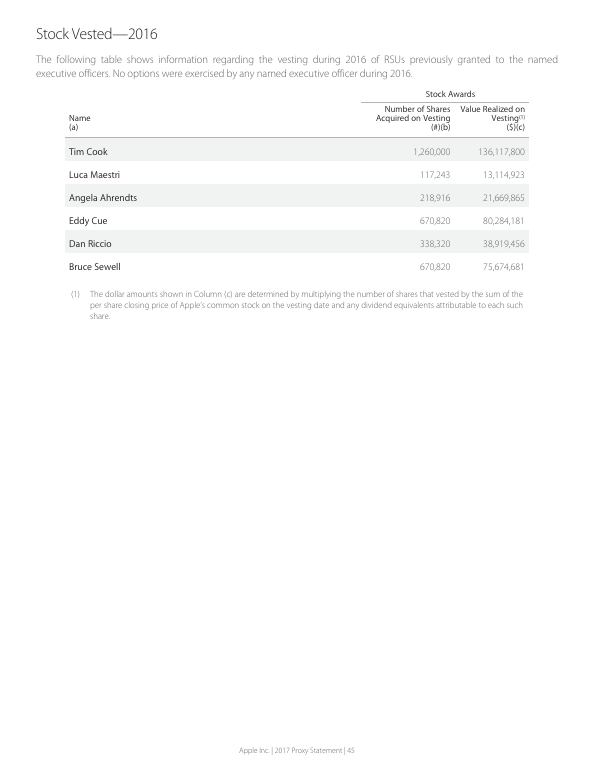 Stock Vested—2016
The following table shows information regarding the vesting during 2016 of RSUs previously granted to the named
executive officers. No options were exercised by any named executive officer during 2016.
Stock Awards
Name
(a)
Number of Shares
Acquired on Vesting
(#)(b)
Value Realized on
Vesting(1)
($)(c)
Tim Cook 1,260,000 136,117,800
Luca Maestri 117,243 13,114,923
Angela Ahrendts 218,916 21,669,865
Eddy Cue 670,820 80,284,181
Dan Riccio 338,320 38,919,456
Bruce Sewell 670,820 75,674,681
(1) The dollar amounts shown in Column (c) are determined by multiplying the number of shares that vested by the sum of the
per share closing price of Apple's common stock on the vesting date and any dividend equivalents attributable to each such
share.
Apple Inc. | 2017 Proxy Statement | 45